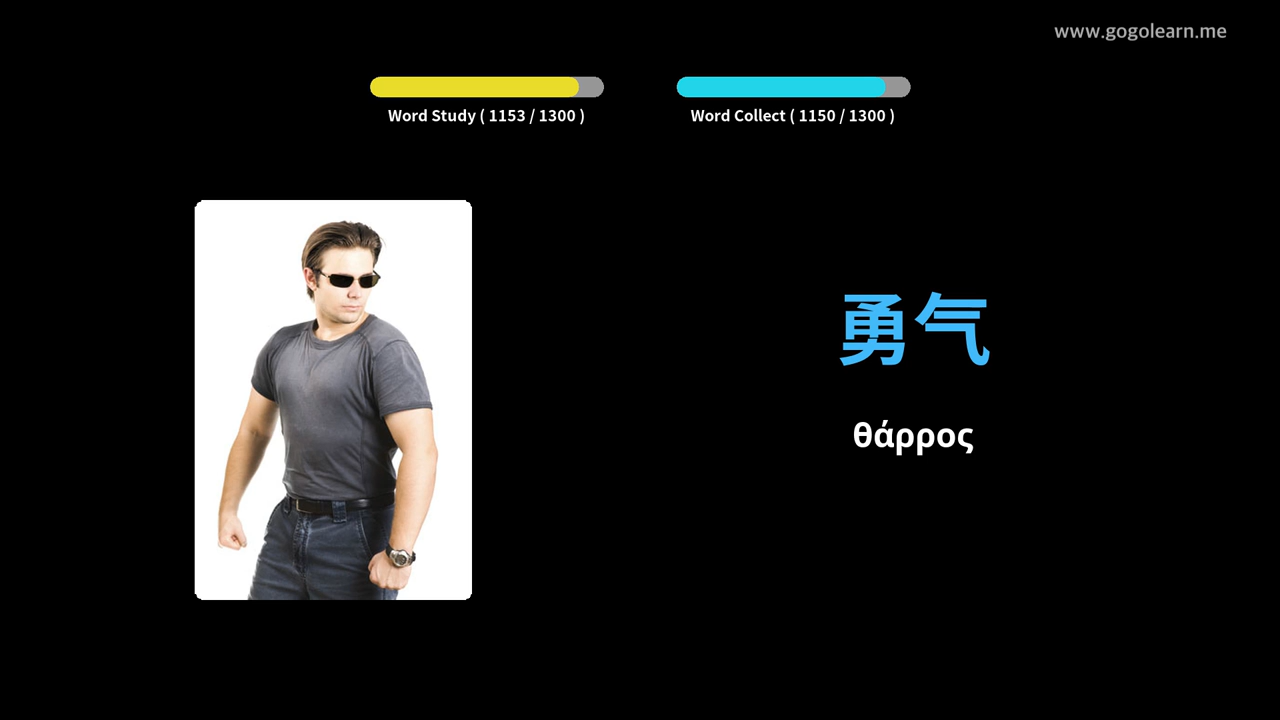 www.gogolearn.me
Word Study ( 1153 / 1300 )
Word Collect ( 1150 / 1300 )
勇气
θάρρος